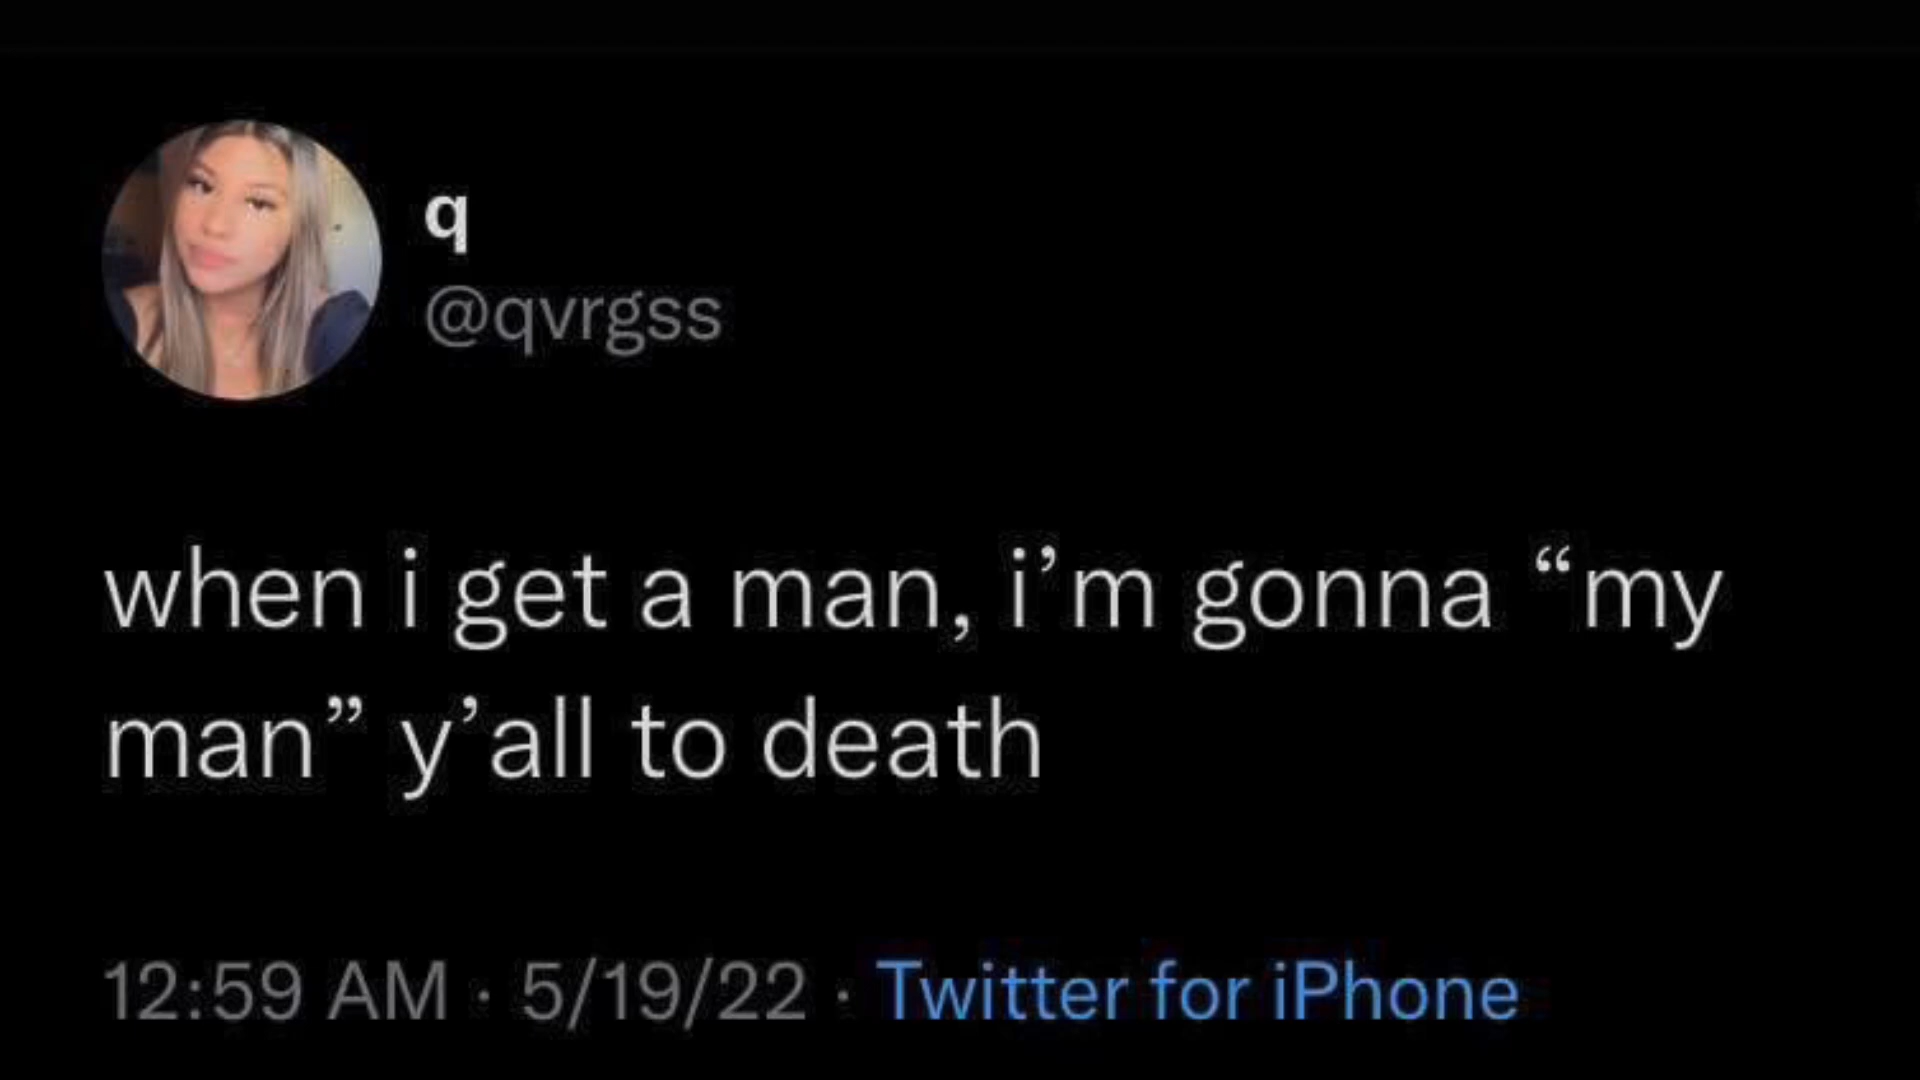 q
@qvrgss
when i get a man, i’m gonna “my
man” y’all to death
12:59 AM · 5/19/22 · Twitter for iPhone